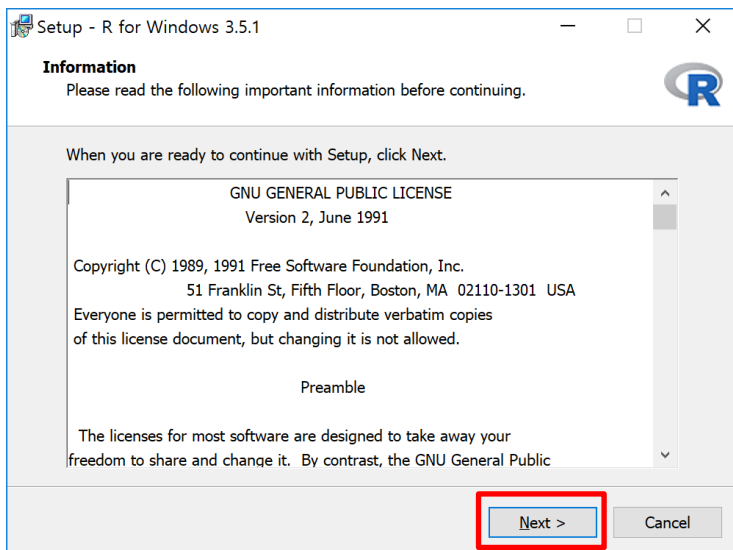 Setup - R for Windows 3.5.1
Information
Please read the following important information before continuing.
R
When you are ready to continue with Setup, click Next.
GNU GENERAL PUBLIC LICENSE
Version 2, June 1991
Copyright (C) 1989, 1991 Free Software Foundation, Inc.
51 Franklin St, Fifth Floor, Boston, MA 02110-1301 USA
Everyone is permitted to copy and distribute verbatim copies
of this license document, but changing it is not allowed.
Preamble
The licenses for most software are designed to take away your
freedom to share and change it. By contrast, the GNU General Public
Next >
Cancel